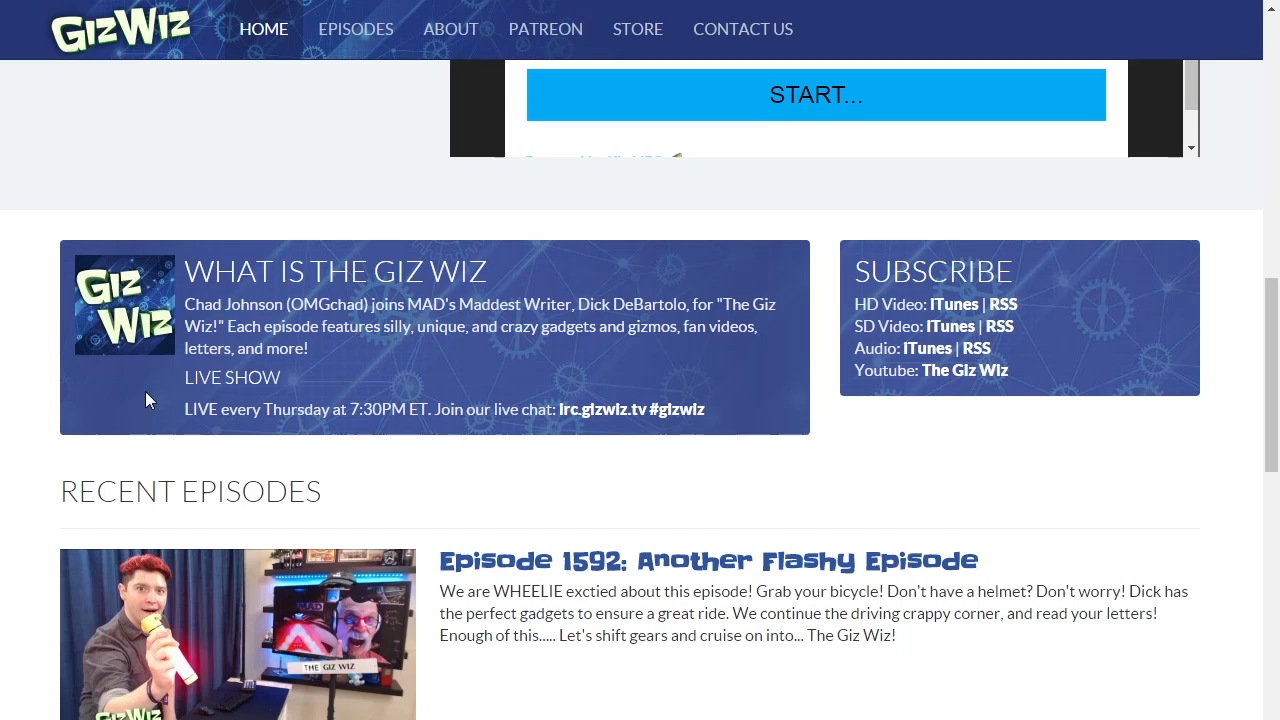 GIZWIZ HOME EPISODES ABOUT PATREON STORE CONTACT US
START...
GIZ WIZ
WHAT IS THE GIZ WIZ
Chad Johnson (OMGchad) joins MAD's Maddest Writer, Dick DeBartolo, for "The Giz
Wiz!" Each episode features silly, unique, and crazy gadgets and gizmos, fan videos,
letters, and more!
LIVE SHOW
LIVE every Thursday at 7:30PM ET. Join our live chat: irc.gizwiz.tv #gizwiz
SUBSCRIBE
HD Video: iTunes | RSS
SD Video: iTunes | RSS
Audio: iTunes | RSS
Youtube: The Giz Wiz
RECENT EPISODES
Episode 1592: Another Flashy Episode
We are WHEELIE exctied about this episode! Grab your bicycle! Don't have a helmet? Don't worry! Dick has
the perfect gadgets to ensure a great ride. We continue the driving crappy corner, and read your letters!
Enough of this..... Let's shift gears and cruise on into... The Giz Wiz!
MAD
THE GIZ WIZ
GIZWIZ